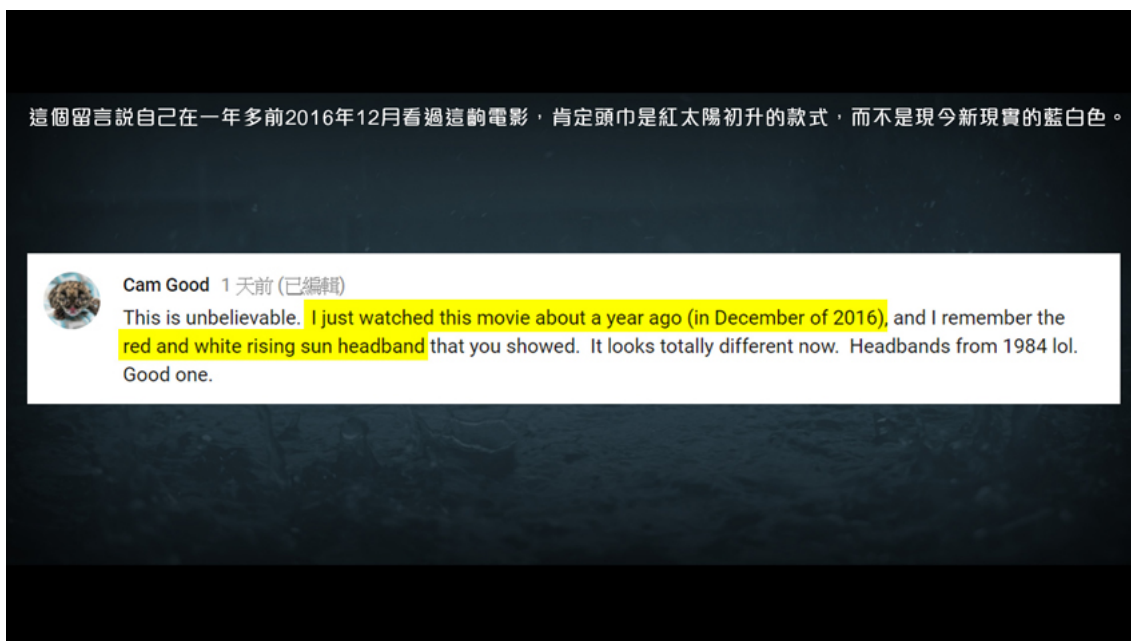 這個留言説自己在一年多前2016年12月看過這齣電影，肯定頭巾是紅太陽初升的款式，而不是現今新現實的藍白色。
Cam Good 1 天前 (已編輯)
This is unbelievable. I just watched this movie about a year ago (in December of 2016), and I remember the
red and white rising sun headband that you showed. It looks totally different now. Headbands from 1984 lol.
Good one.